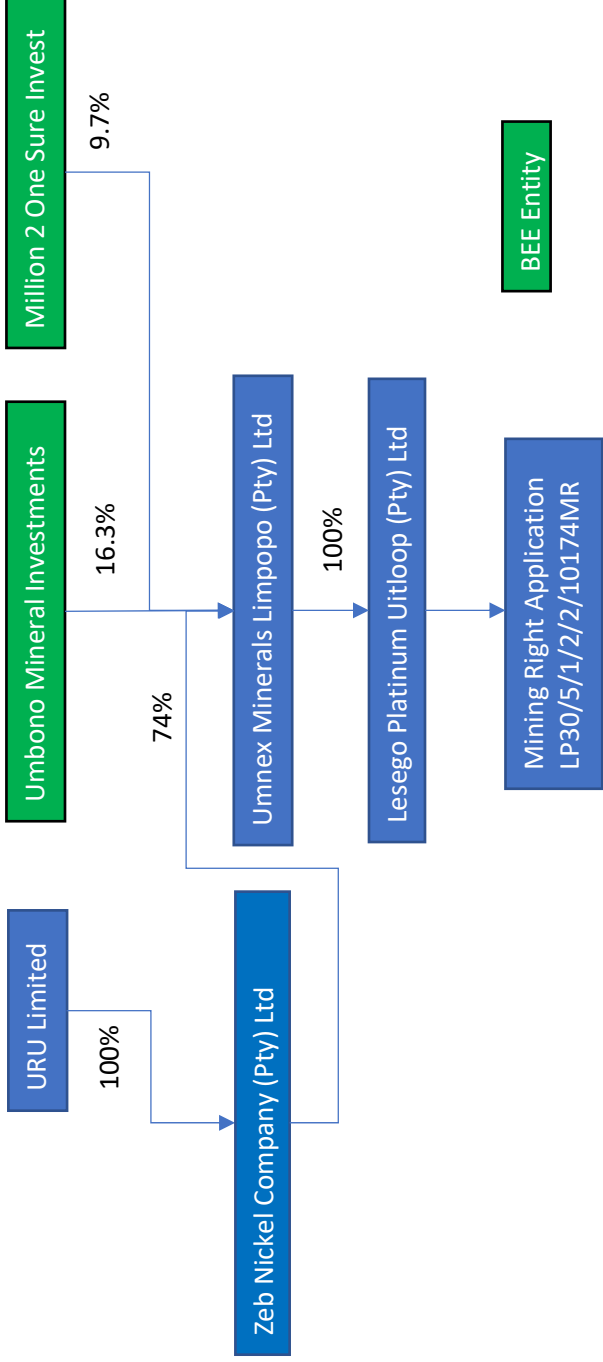 URU Limited
Umbono Mineral Investments
Million 2 One Sure Invest
100%
16.3%
9.7%
74%
Zeb Nickel Company (Pty) Ltd
Umnex Minerals Limpopo (Pty) Ltd
100%
Lesego Platinum Uitloop (Pty) Ltd
Mining Right Application
LP30/5/1/2/2/10174MR
BEE Entity